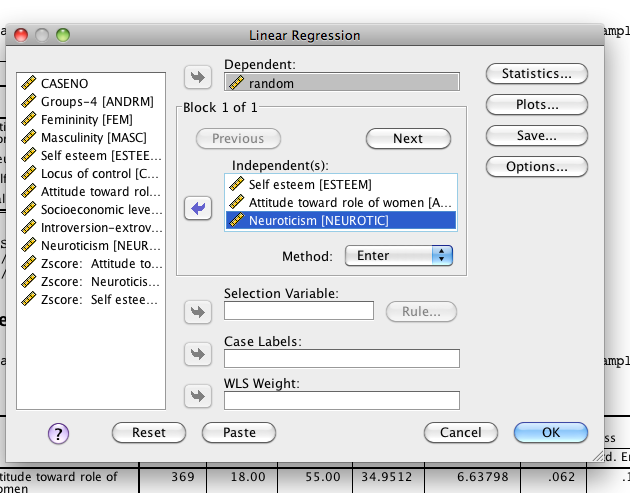 Linear Regression
CASENO
Groups-4 [ANDRM]
Femininity [FEM]
Masculinity [MASC]
Self esteem [ESTEE...
Locus of control [C...
Attitude toward rol...
Socioeconomic leve...
Introversion-extrov...
Neuroticism [NEUR...
Zscore: Attitude to...
Zscore: Neuroticis...
Zscore: Self estee...
Dependent:
random
Block 1 of 1
Previous
Next
Independent(s):
Self esteem [ESTEEM]
Attitude toward role of women [A...
Neuroticism [NEUROTIC]
Method: Enter
Selection Variable:
Rule...
Case Labels:
WLS Weight:
Statistics...
Plots...
Save...
Options...
?
Reset
Paste
Cancel
OK
ampl
ampl
ss
d. Er
titude toward role of
omen
369 18.00 55.00 34.9512 6.63798 .062 .1